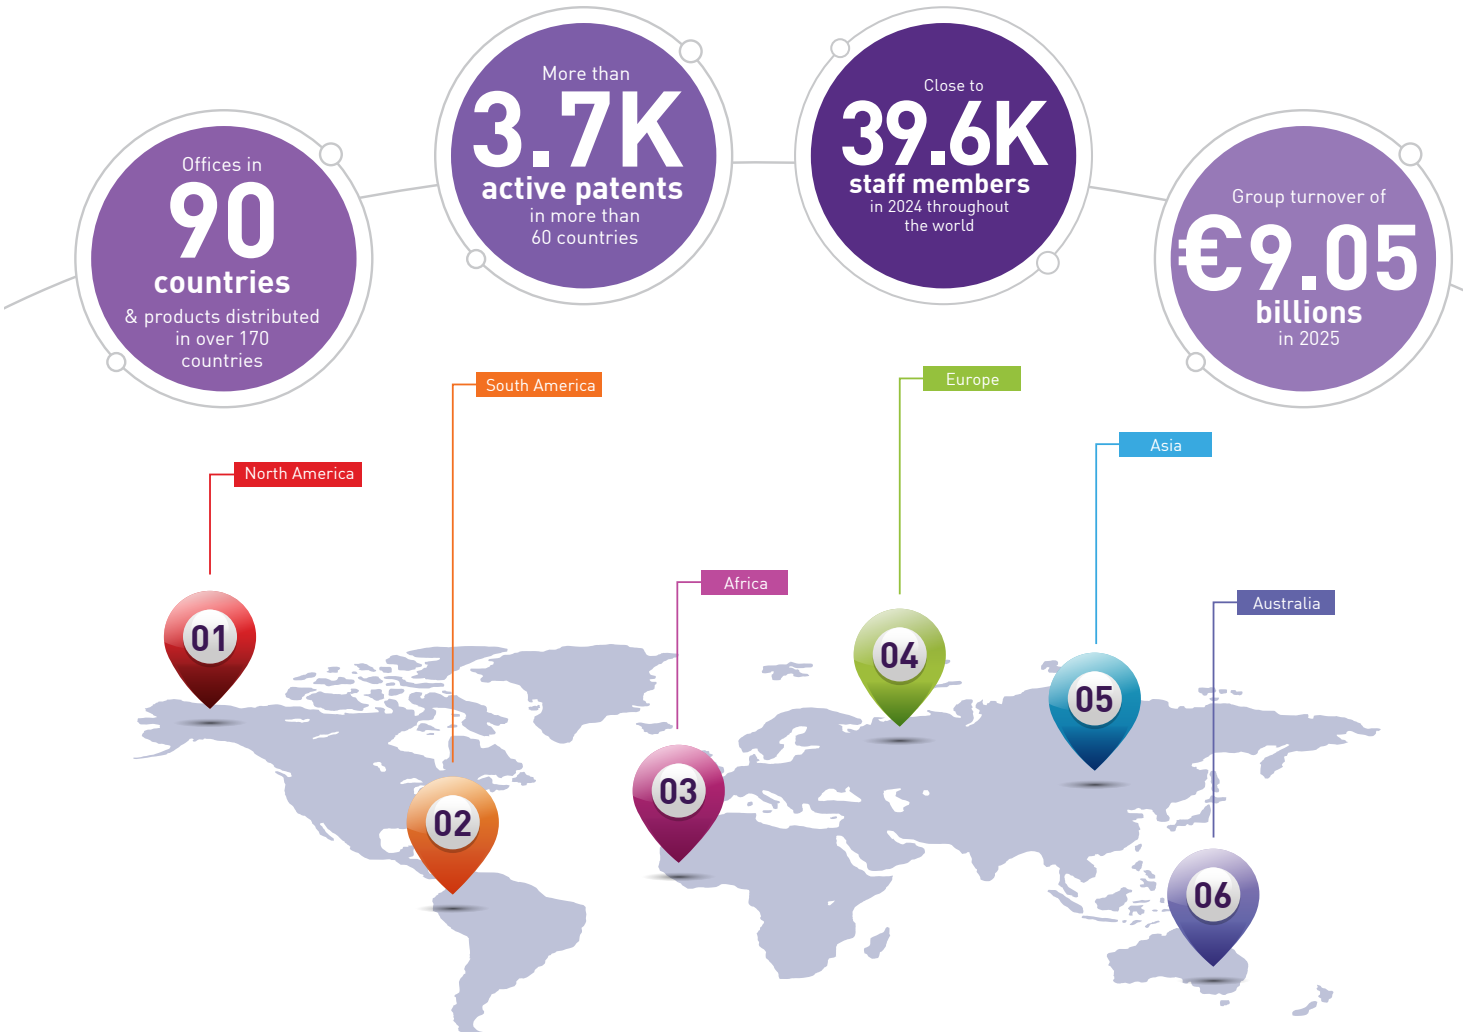 Offices in
90
countries
& products distributed
in over 170
countries
More than
3.7K
active patents
in more than
60 countries
Close to
39.6K
staff members
in 2024 throughout
the world
Group turnover of
€9.05
billions
in 2025
South America
Europe
Asia
North America
Africa
Australia
01
04
05
03
02
06